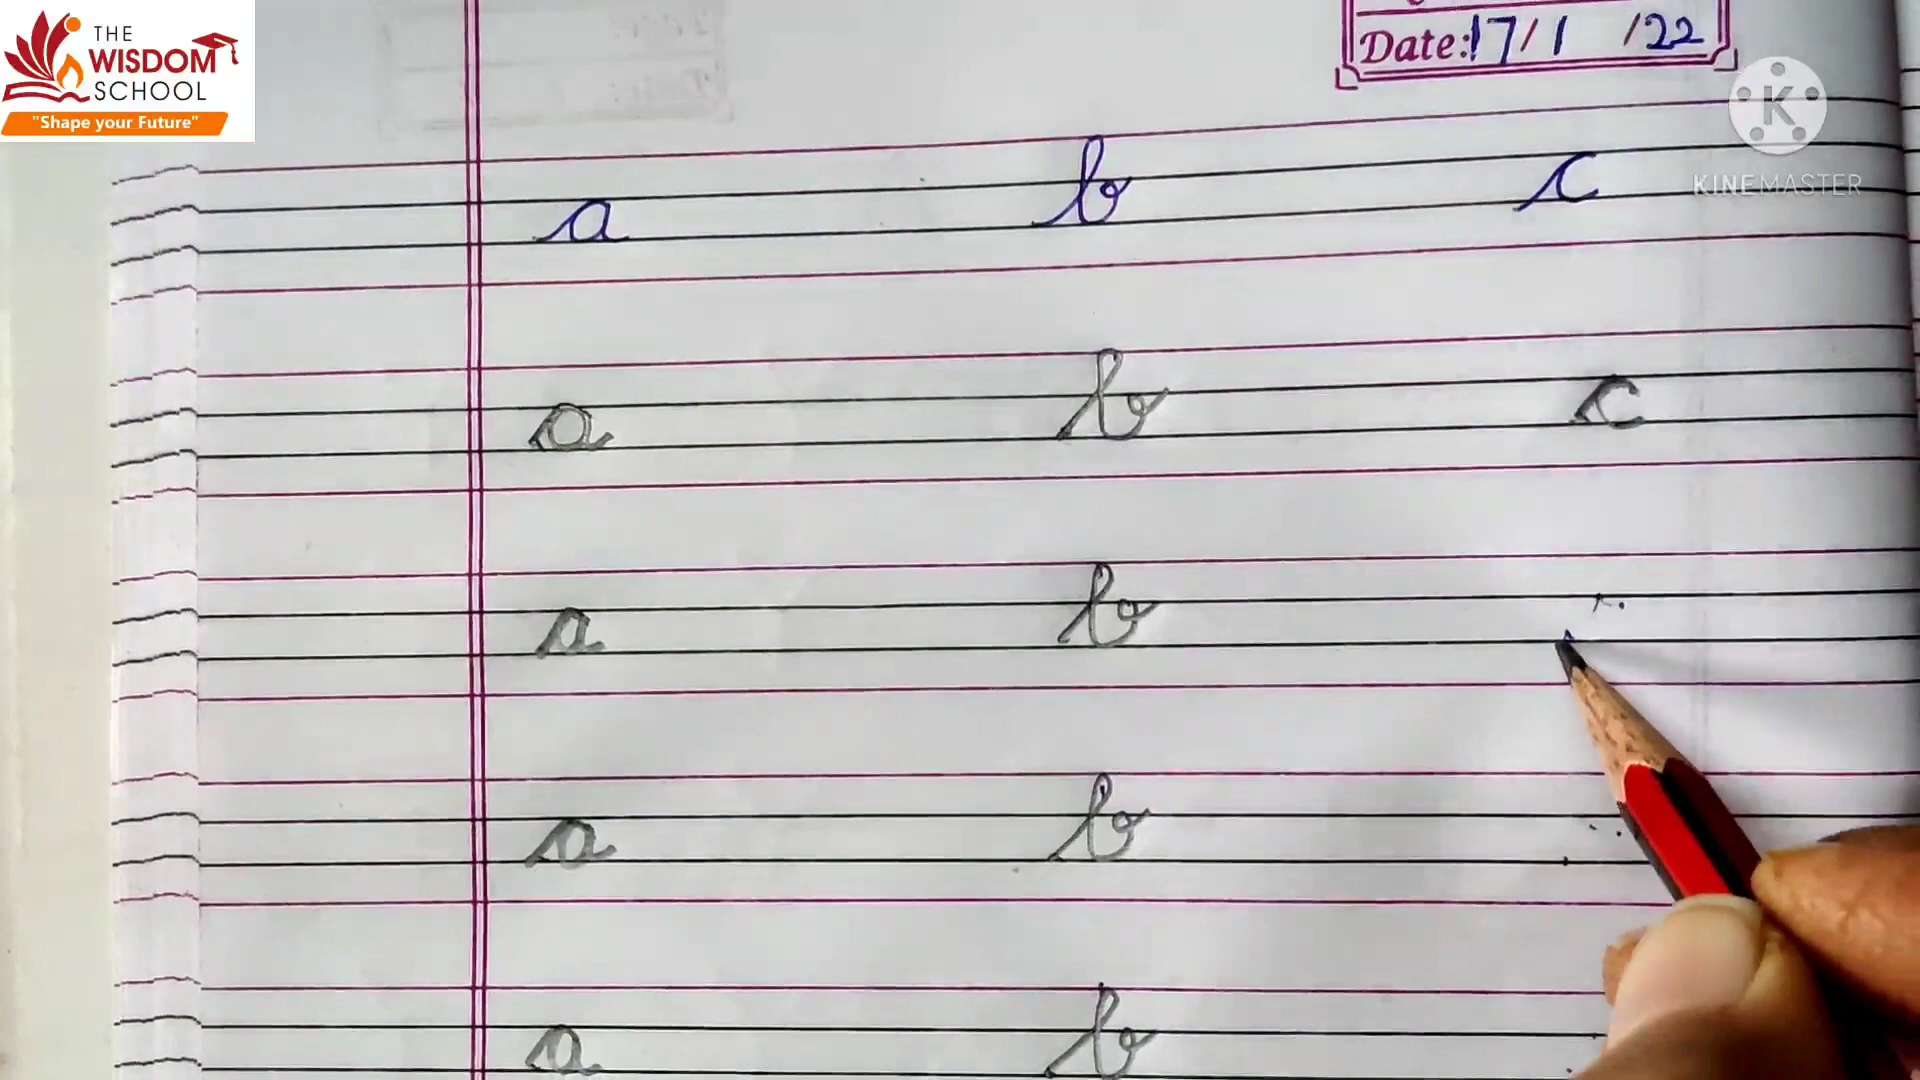 THE
WISDOM
SCHOOL
"Shape your Future"
Date: 17/1/22
KINEMASTER
a b c
a b c
a b
a b
a b